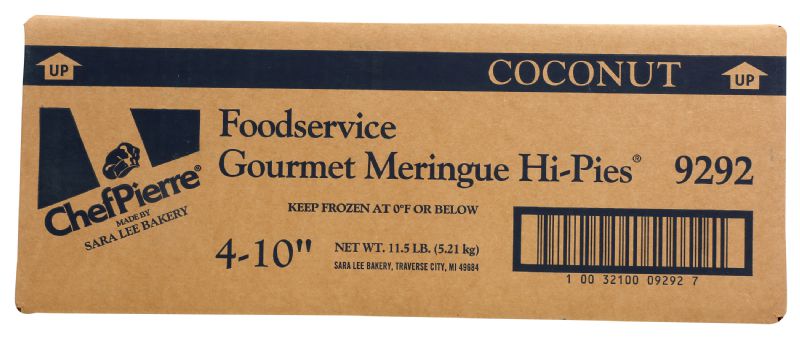 UP
COCONUT
UP
Foodservice
Gourmet Meringue Hi-Pies® 9292
ChefPierre®
MADE BY
SARA LEE BAKERY
KEEP FROZEN AT 0°F OR BELOW
4-10"
NET WT. 11.5 LB. (5.21 kg)
SARA LEE BAKERY, TRAVERSE CITY, MI 49684
1 00 32100 09292 7